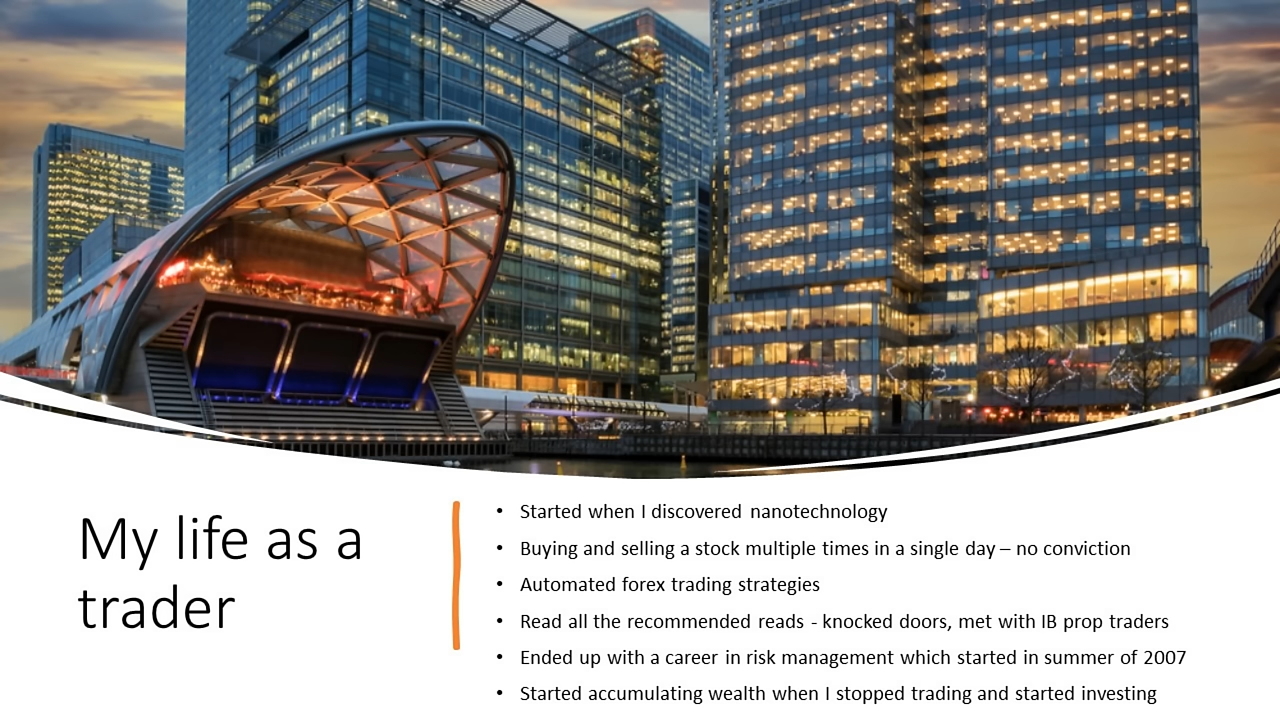 My life as a
trader
• Started when I discovered nanotechnology
• Buying and selling a stock multiple times in a single day – no conviction
• Automated forex trading strategies
• Read all the recommended reads - knocked doors, met with IB prop traders
• Ended up with a career in risk management which started in summer of 2007
• Started accumulating wealth when I stopped trading and started investing